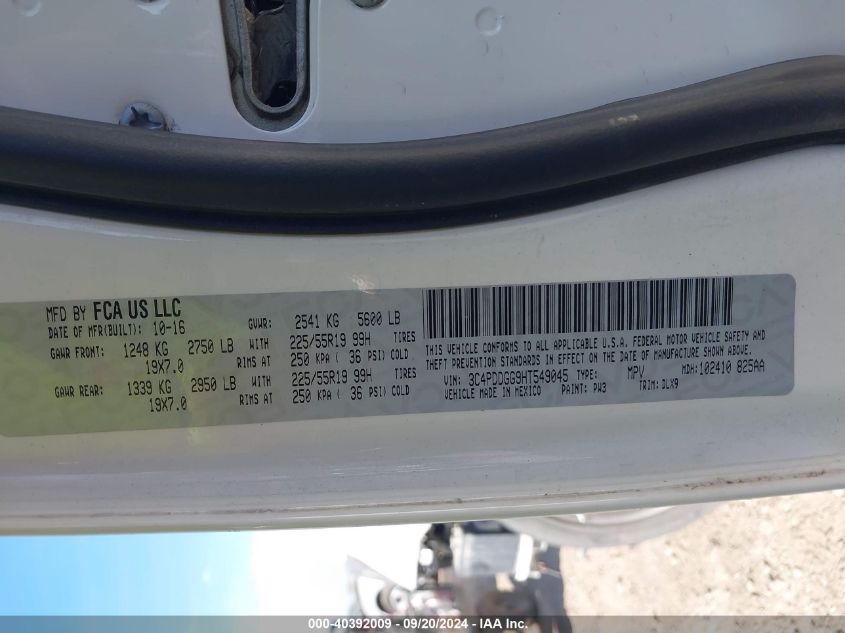 MFD BY FCA US LLC
DATE OF MFR(BUILT): 10-16 GVWR: 2541 KG 5600 LB
GAWR FRONT: 1248 KG 2750 LB WITH 225/55R19 99H TIRES
19X7.0 RIMS AT 250 KPA ( 36 PSI) COLD
GAWR REAR: 1339 KG 2950 LB WITH 225/55R19 99H TIRES
19X7.0 RIMS AT 250 KPA ( 36 PSI) COLD
THIS VEHICLE CONFORMS TO ALL APPLICABLE U.S.A. FEDERAL MOTOR VEHICLE SAFETY AND
THEFT PREVENTION STANDARDS IN EFFECT ON THE DATE OF MANUFACTURE SHOWN ABOVE.
VIN: 3C4PDDGG9HT549045 TYPE: MPV MDH: 102410 825AA
VEHICLE MADE IN MEXICO PAINT: PW3 TRIM: DLX9
000-40392009 - 09/20/2024 - IAA Inc.